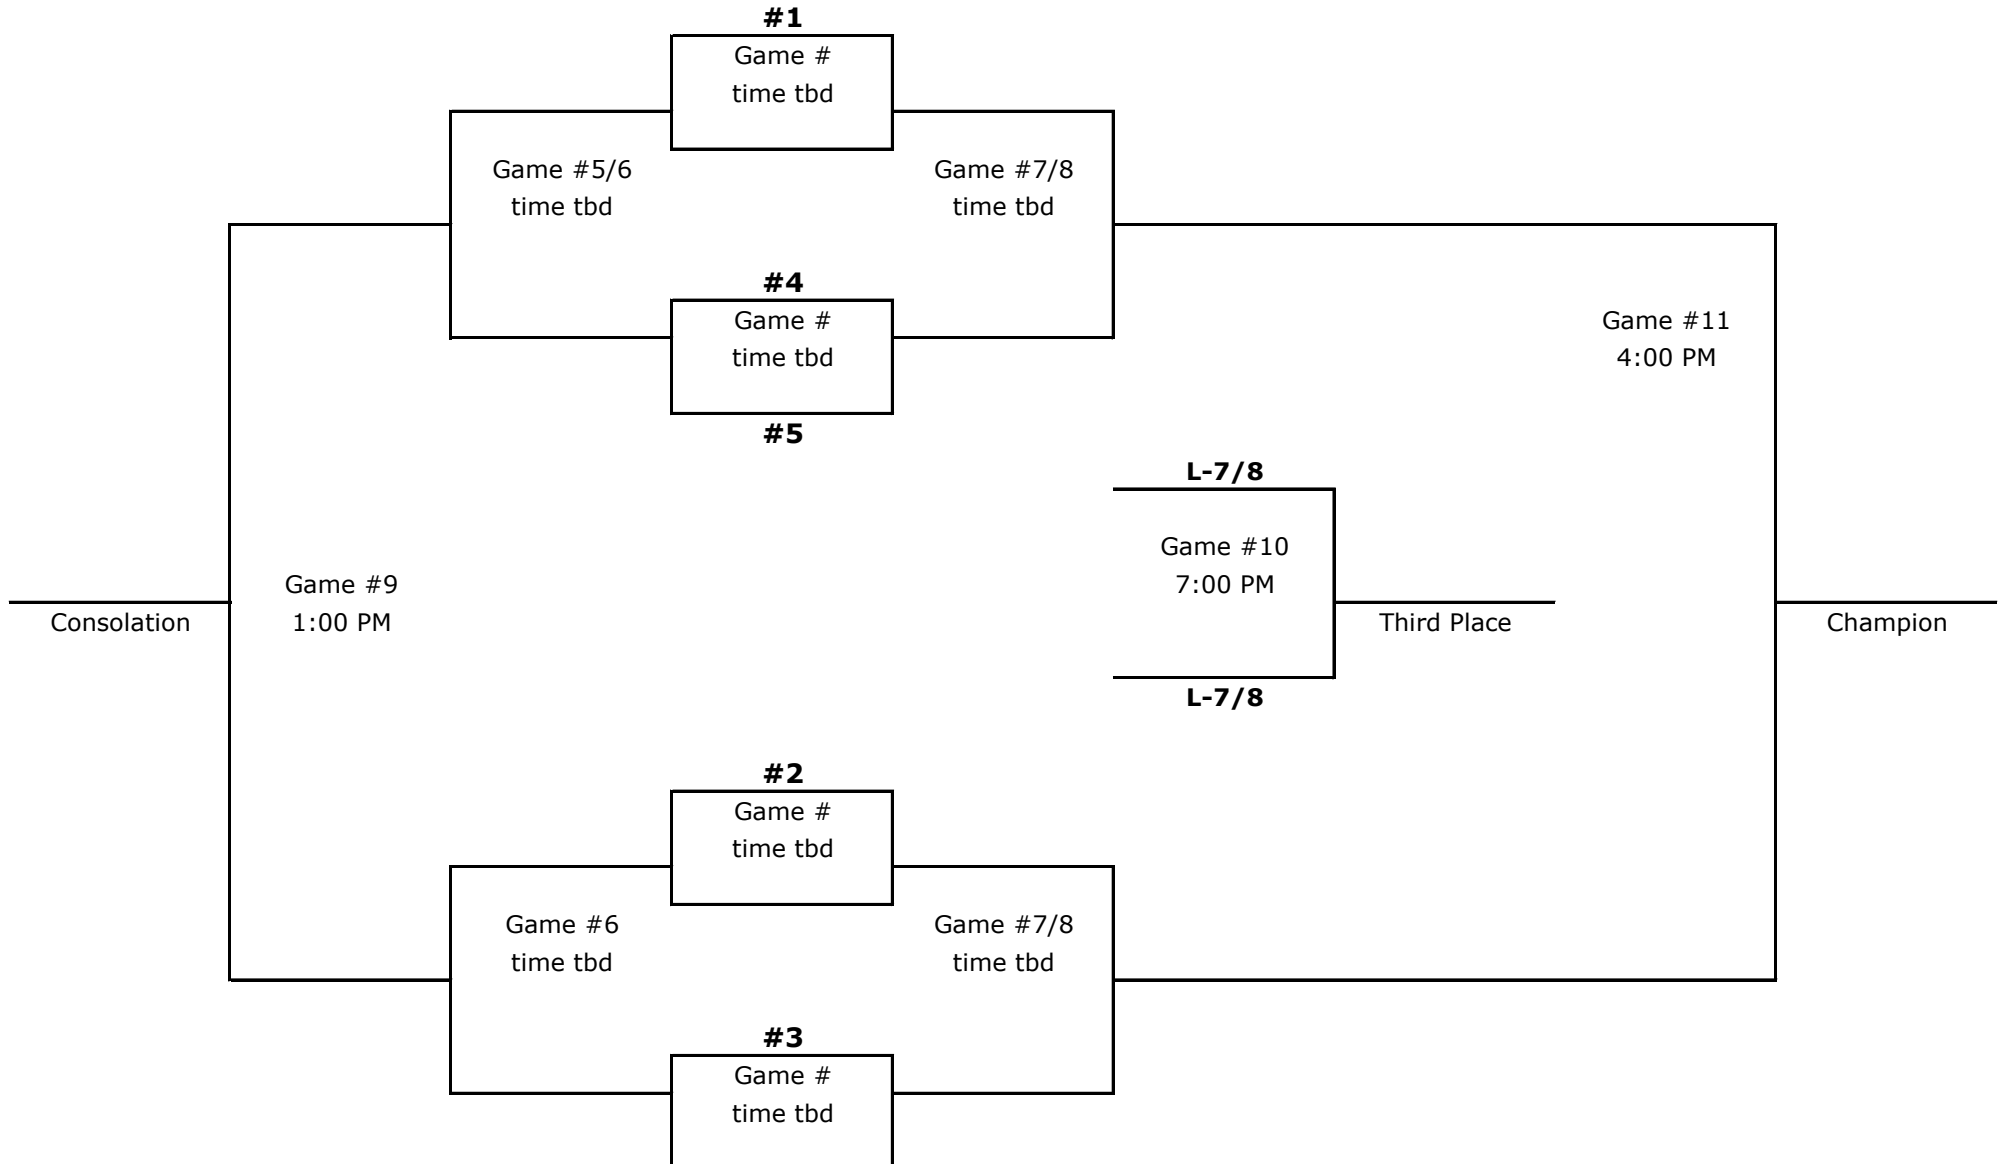 #1
Game #
time tbd
Game #5/6
time tbd
Game #7/8
time tbd
#4
Game #
time tbd
#5
Game #11
4:00 PM
L-7/8
Game #10
7:00 PM
Game #9
1:00 PM
Consolation
Third Place
Champion
L-7/8
#2
Game #
time tbd
Game #6
time tbd
Game #7/8
time tbd
#3
Game #
time tbd